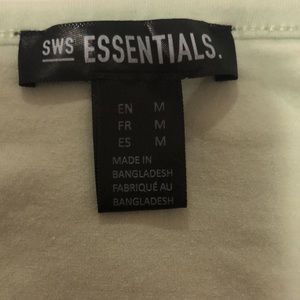 SWS ESSENTIALS.
EN M
FR M
ES M
MADE IN
BANGLADESH
FABRIQUÉ AU
BANGLADESH